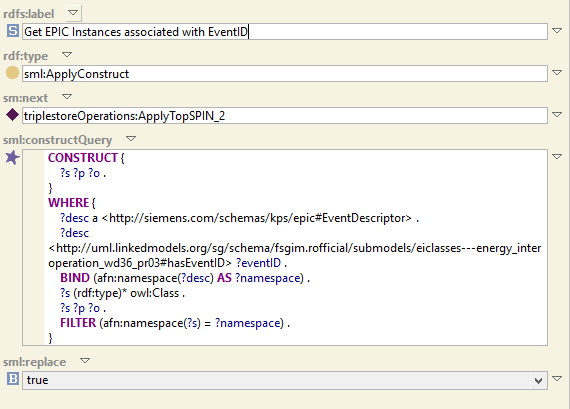 rdfs:label
S Get EPIC Instances associated with EventID
rdf:type
sml:ApplyConstruct
sm:next
triplestoreOperations:ApplyTopSPIN_2
sml:constructQuery
CONSTRUCT {
?s ?p ?o .
}
WHERE {
?desc a <http://siemens.com/schemas/kps/epic#EventDescriptor> .
?desc
<http://uml.linkedmodels.org/sg/schema/fsgim.rofficial/submodels/eiclasses---energy_inter
operation_wd36_pr03#hasEventID> ?eventID .
BIND (afn:namespace(?desc) AS ?namespace) .
?s (rdf:type)* owl:Class .
?s ?p ?o .
FILTER (afn:namespace(?s) = ?namespace) .
}
sml:replace
B true